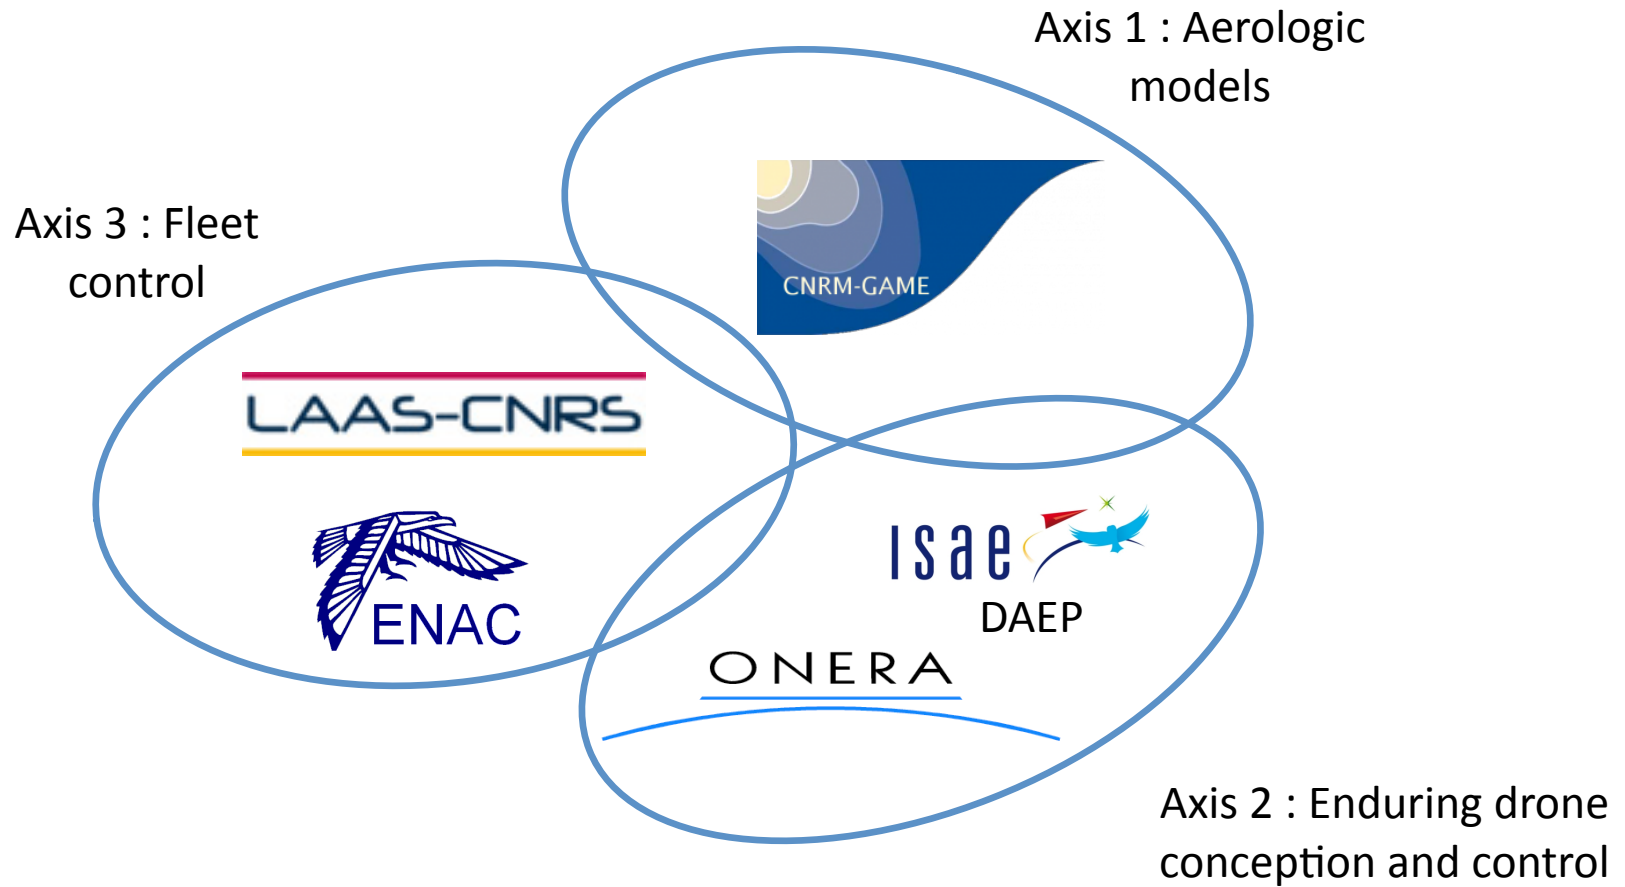 Axis 1 : Aerologic
models
Axis 3 : Fleet
control
CNRM-GAME
LAAS-CNRS
ENAC
ısae
DAEP
ONERA
Axis 2 : Enduring drone
conception and control